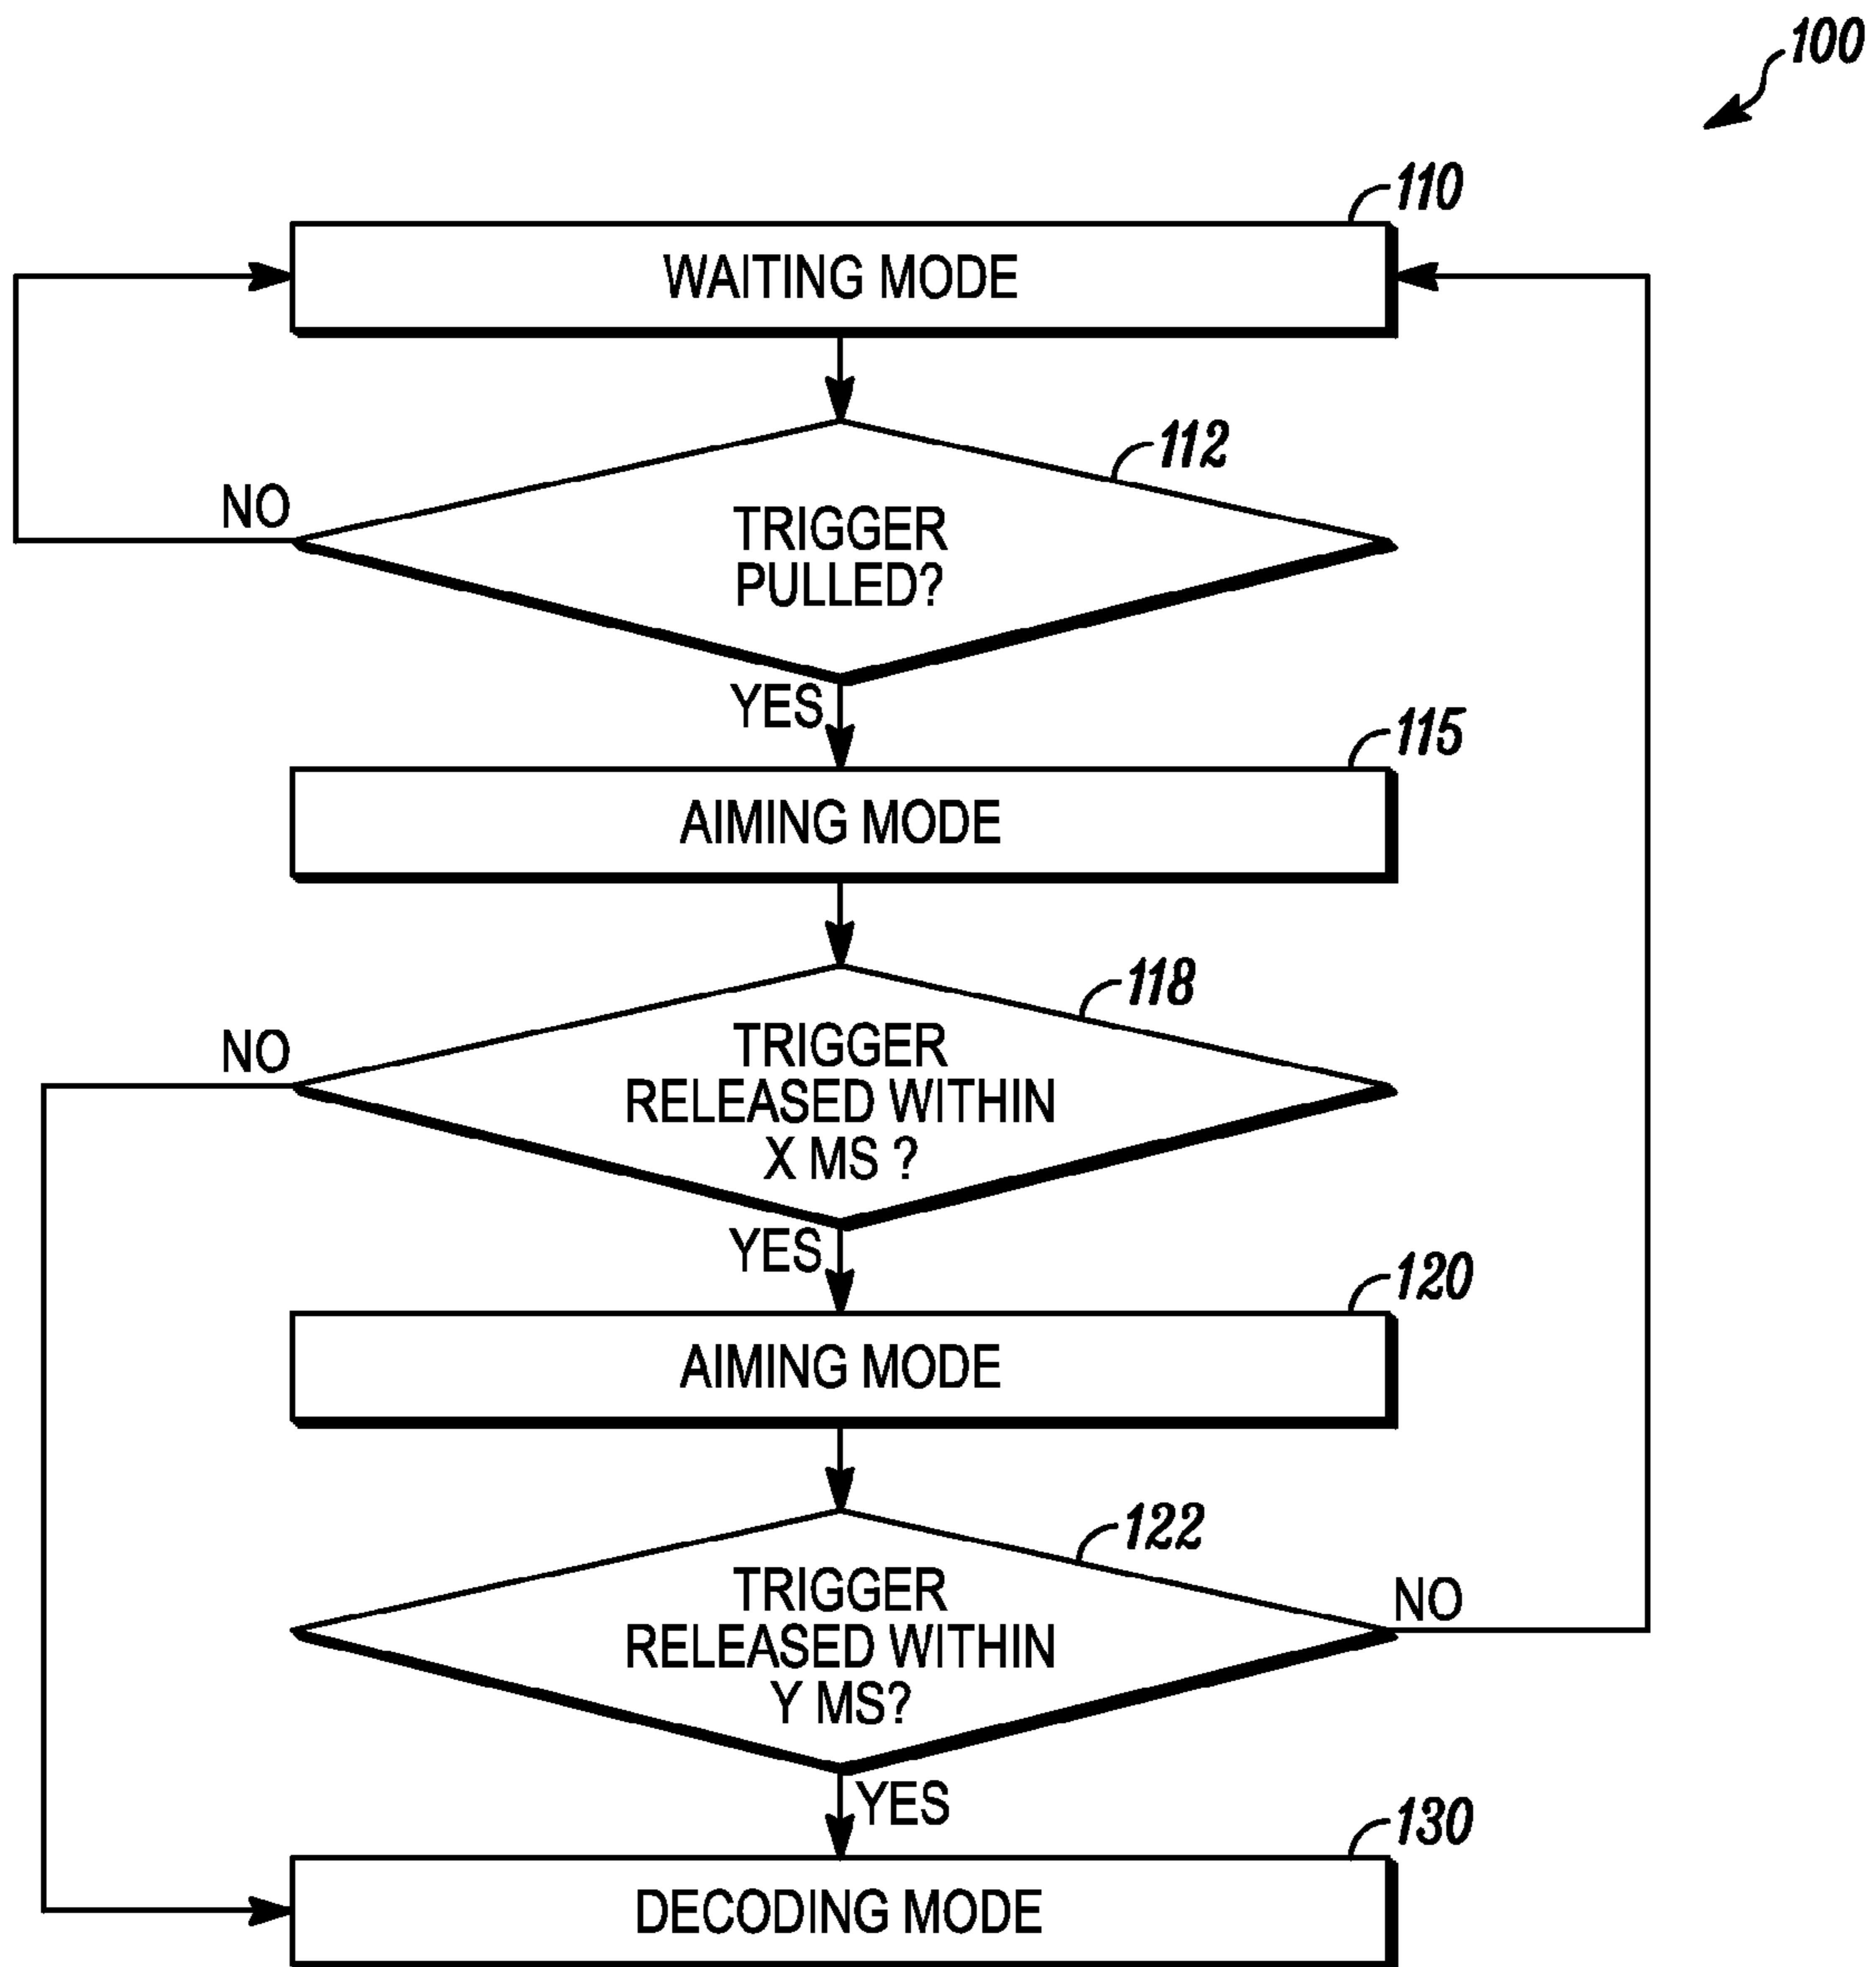 100
110
WAITING MODE
112
NO
TRIGGER
PULLED?
YES
115
AIMING MODE
118
NO
TRIGGER
RELEASED WITHIN
X MS ?
YES
120
AIMING MODE
122
TRIGGER
NO
RELEASED WITHIN
Y MS?
YES
130
DECODING MODE